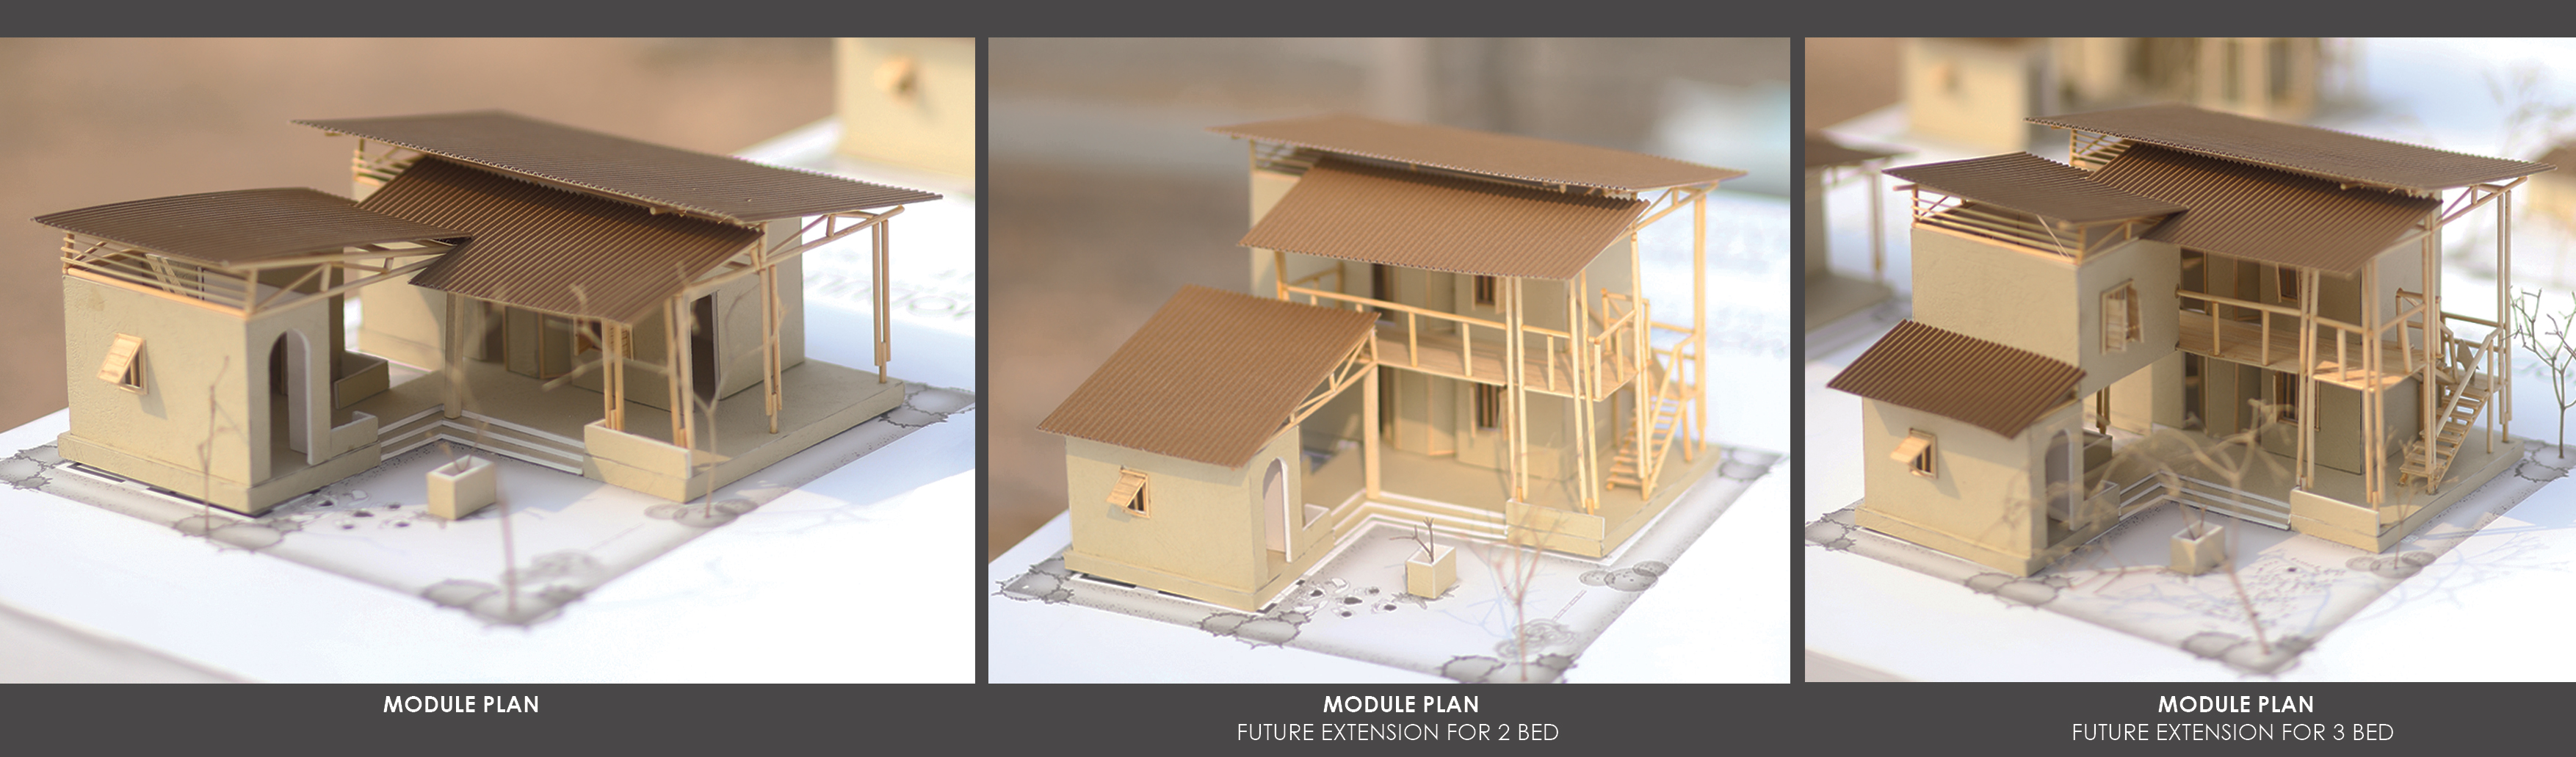 MODULE PLAN
MODULE PLAN
FUTURE EXTENSION FOR 2 BED
MODULE PLAN
FUTURE EXTENSION FOR 3 BED